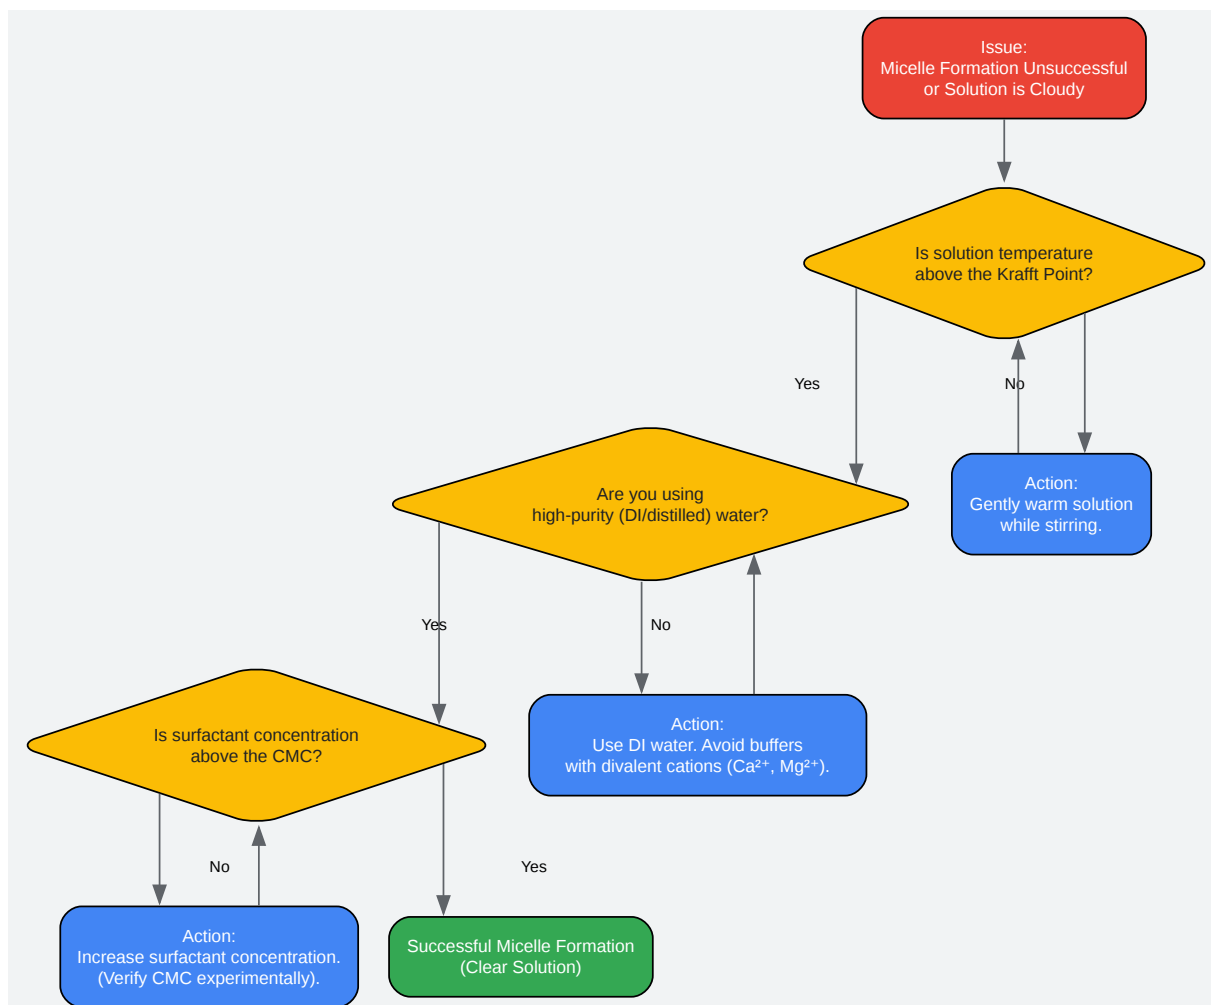 Issue:
Micelle Formation Unsuccessful
or Solution is Cloudy
Is solution temperature
above the Krafft Point?
Yes
No
Action:
Gently warm solution
while stirring.
Are you using
high-purity (DI/distilled) water?
Yes
No
Action:
Use DI water. Avoid buffers
with divalent cations (Ca²⁺, Mg²⁺).
Is surfactant concentration
above the CMC?
No
Yes
Action:
Increase surfactant concentration.
(Verify CMC experimentally).
Successful Micelle Formation
(Clear Solution)